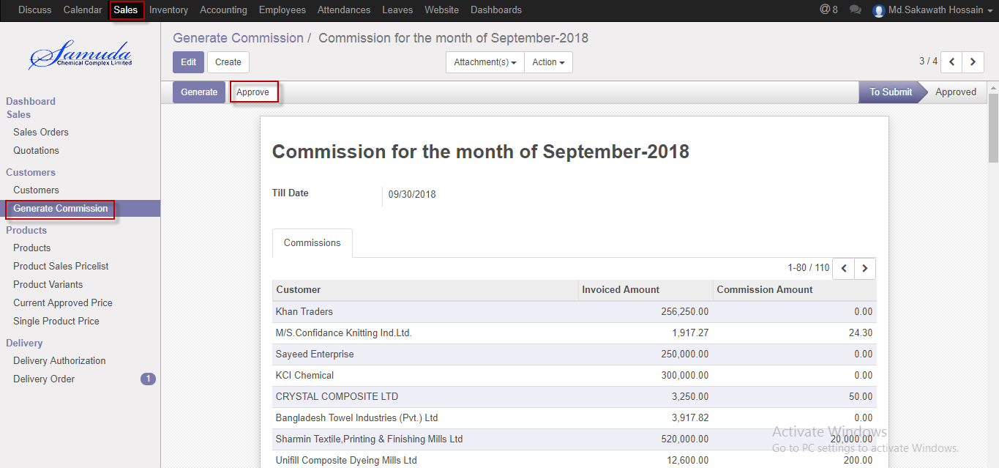 Discuss Calendar Sales Inventory Accounting Employees Attendances Leaves Website Dashboards @ 8 Md.Sakawath Hossain
Samuda
Chemical Complex Limited
Generate Commission / Commission for the month of September-2018
Edit Create Attachment(s) Action 3 / 4
Generate Approve To Submit Approved
Dashboard
Sales
Sales Orders
Quotations
Customers
Customers
Generate Commission
Products
Products
Product Sales Pricelist
Product Variants
Current Approved Price
Single Product Price
Delivery
Delivery Authorization
Delivery Order 1
Commission for the month of September-2018
Till Date 09/30/2018
Commissions
1-80 / 110
Customer Invoiced Amount Commission Amount
Khan Traders 256,250.00 0.00
M/S.Confidance Knitting Ind.Ltd. 1,917.27 24.30
Sayeed Enterprise 250,000.00 0.00
KCI Chemical 300,000.00 0.00
CRYSTAL COMPOSITE LTD 3,250.00 50.00
Bangladesh Towel Industries (Pvt.) Ltd 3,917.82 0.00
Sharmin Textile,Printing & Finishing Mills Ltd 520,000.00 20,000.00
Unifill Composite Dyeing Mills Ltd 12,600.00 200.00
Activate Windows
Go to PC settings to activate Windows.